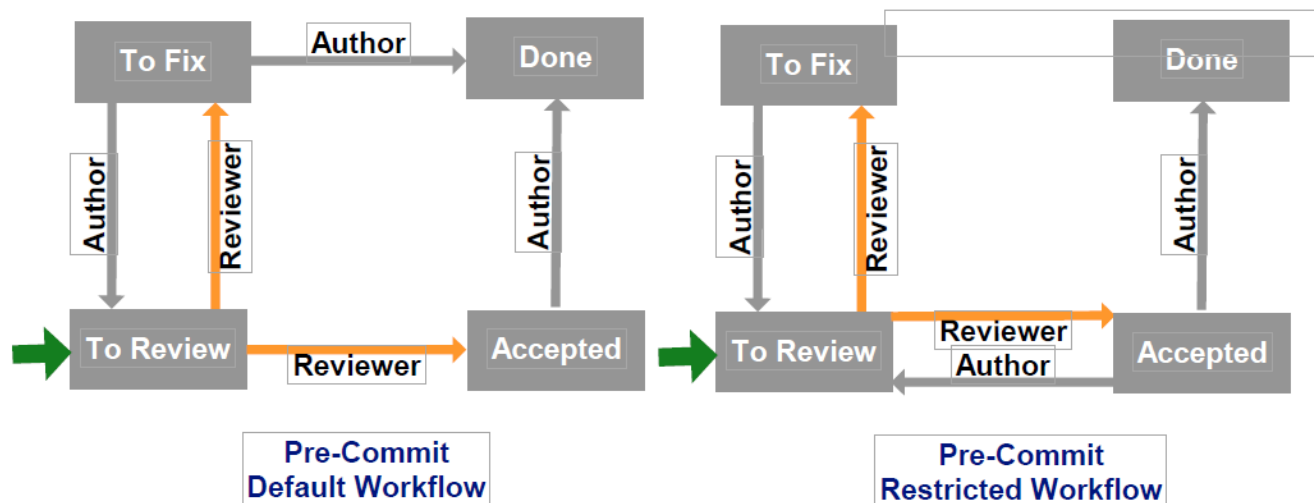 To Fix
Author
Done
Author
Reviewer
Author
To Review
Reviewer
Accepted
Pre-Commit
Default Workflow
To Fix
Done
Author
Reviewer
Author
To Review
Reviewer
Author
Accepted
Pre-Commit
Restricted Workflow